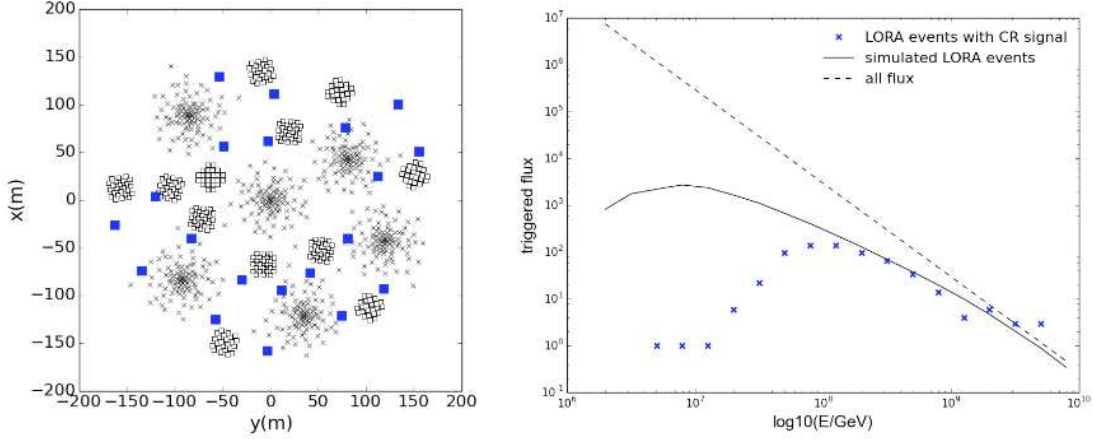 200
150
100
50
0
−50
−100
−150
−200
−200 −150 −100 −50 0 50 100 150 200
x(m)
y(m)
10^7
10^6
10^5
10^4
10^3
10^2
10^1
10^0
10^-1
10^6 10^7 10^8 10^9 10^10
triggered flux
log10(E/GeV)
LORA events with CR signal
simulated LORA events
all flux